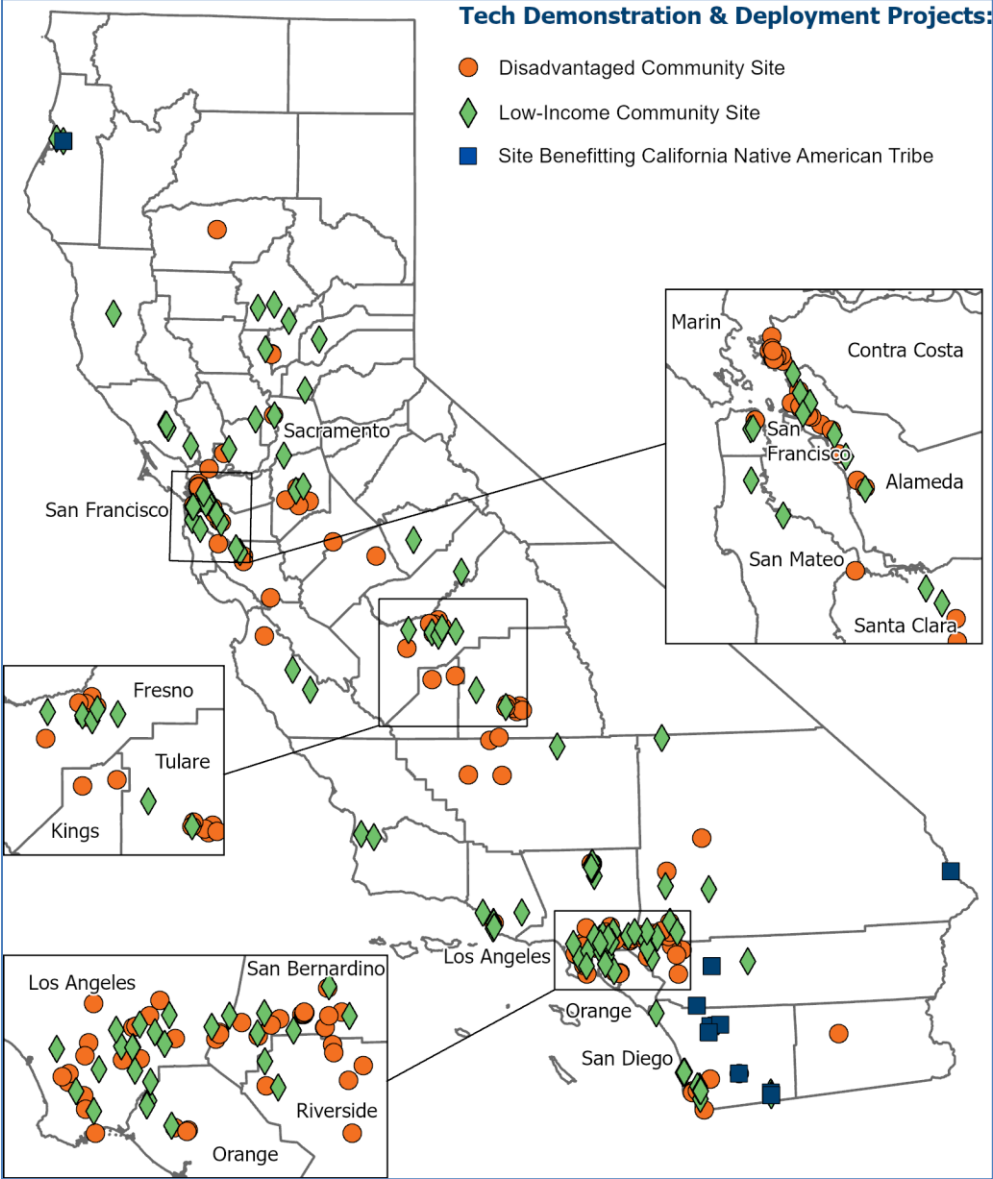 Tech Demonstration & Deployment Projects:
Disadvantaged Community Site
Low-Income Community Site
Site Benefitting California Native American Tribe
Marin
Contra Costa
San
Francisco
Alameda
San Mateo
Santa Clara
Sacramento
San Francisco
Fresno
Tulare
Kings
Los Angeles
Orange
San Diego
Los Angeles
San Bernardino
Riverside
Orange